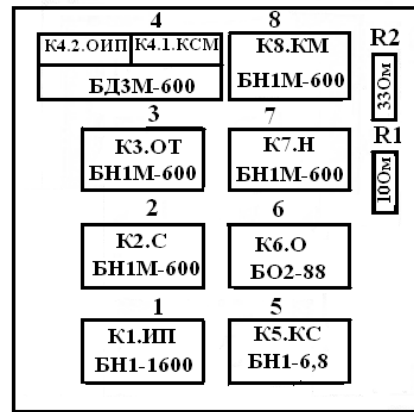 4
8
К4.2.ОИП К4.1.КСМ
БДЗМ-600
К8.КМ
БН1М-600
R2
33Ом
3
7
К3.ОТ
БН1М-600
К7.Н
БН1М-600
R1
10Ом
2
6
К2.С
БН1М-600
К6.О
БО2-88
1
5
К1.ИП
БН1-1600
К5.КС
БН1-6,8